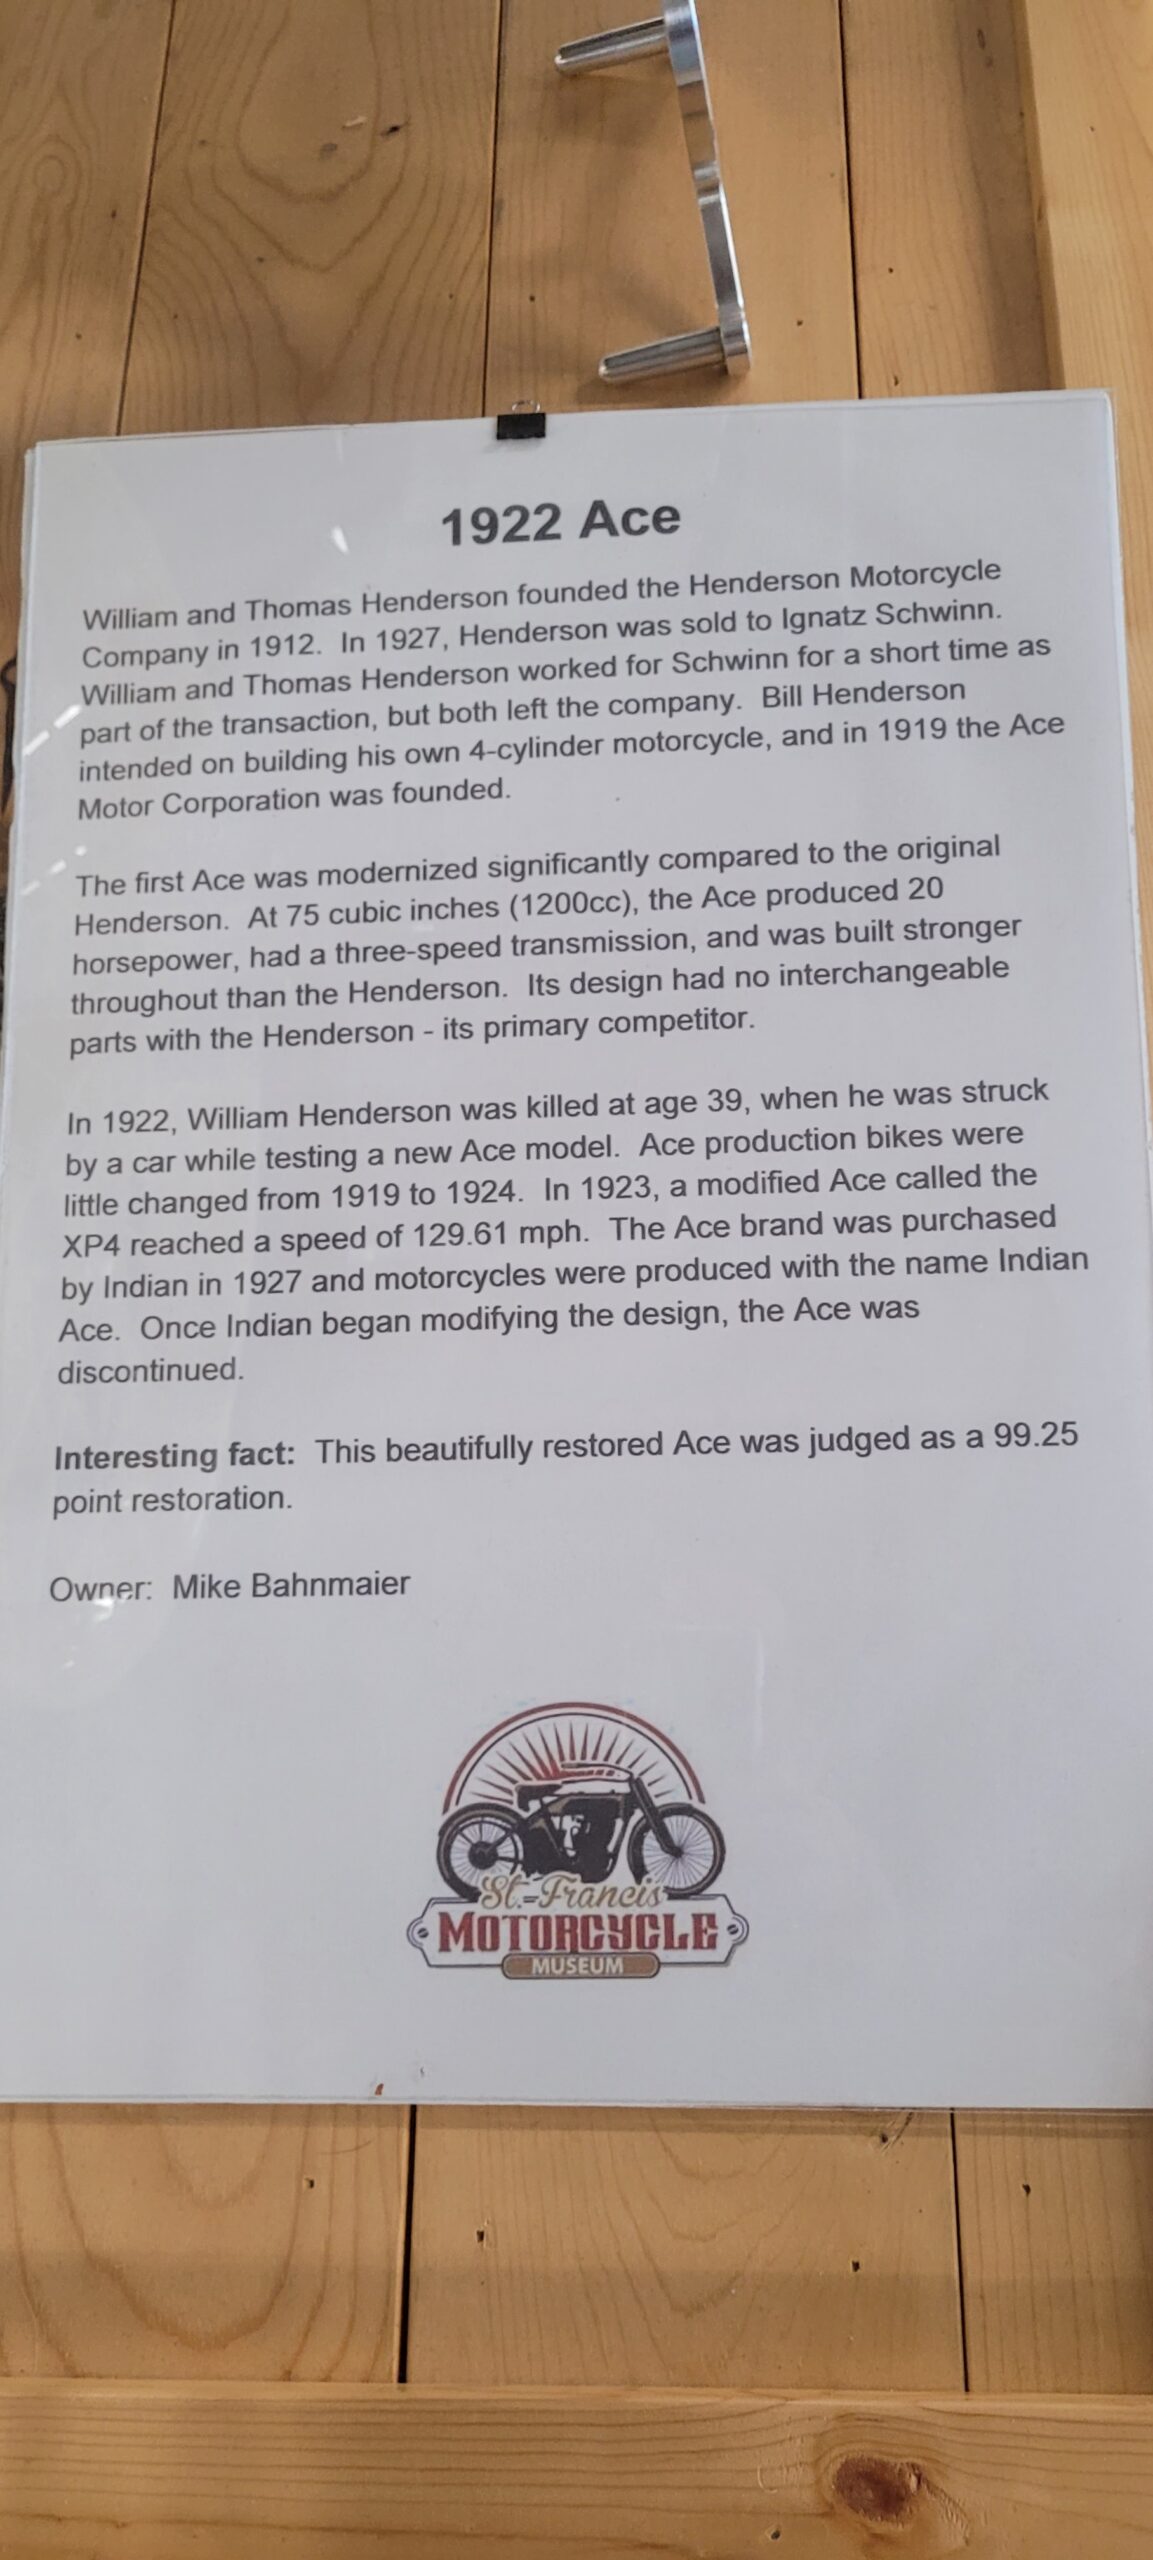 1922 Ace
William and Thomas Henderson founded the Henderson Motorcycle
Company in 1912. In 1927, Henderson was sold to Ignatz Schwinn.
William and Thomas Henderson worked for Schwinn for a short time as
part of the transaction, but both left the company. Bill Henderson
intended on building his own 4-cylinder motorcycle, and in 1919 the Ace
Motor Corporation was founded.
The first Ace was modernized significantly compared to the original
Henderson. At 75 cubic inches (1200cc), the Ace produced 20
horsepower, had a three-speed transmission, and was built stronger
throughout than the Henderson. Its design had no interchangeable
parts with the Henderson - its primary competitor.
In 1922, William Henderson was killed at age 39, when he was struck
by a car while testing a new Ace model. Ace production bikes were
little changed from 1919 to 1924. In 1923, a modified Ace called the
XP4 reached a speed of 129.61 mph. The Ace brand was purchased
by Indian in 1927 and motorcycles were produced with the name Indian
Ace. Once Indian began modifying the design, the Ace was
discontinued.
Interesting fact: This beautifully restored Ace was judged as a 99.25
point restoration.
Owner: Mike Bahnmaier
St. Francis
MOTORCYCLE
MUSEUM